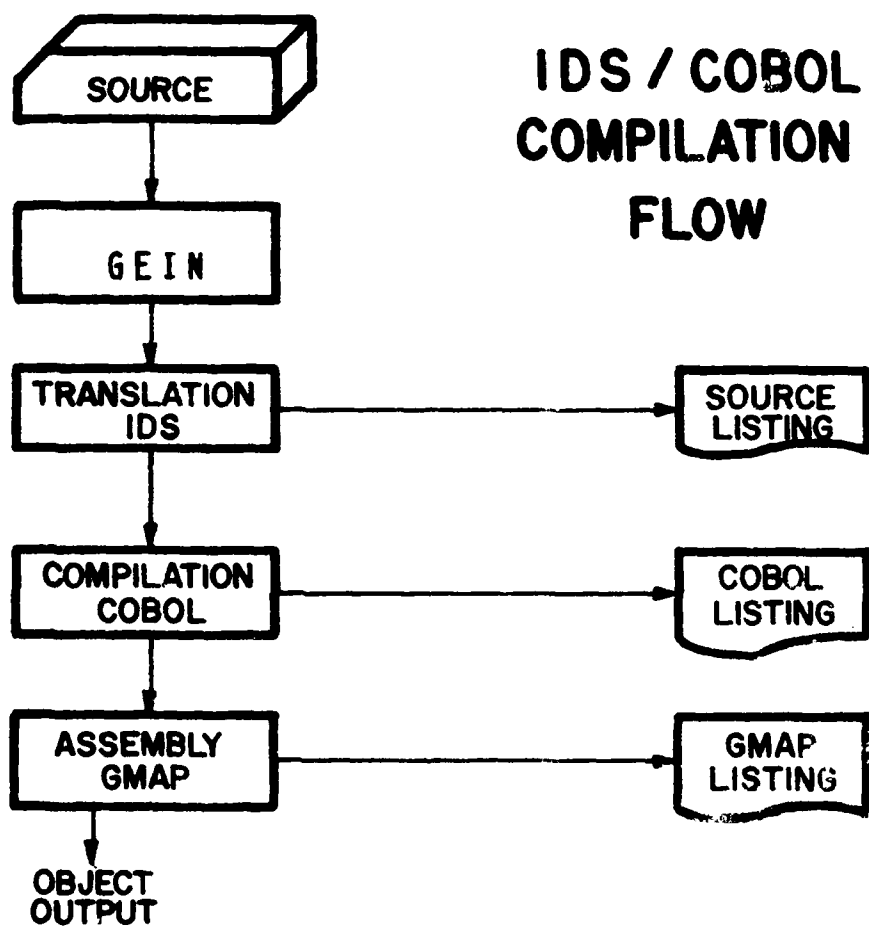 IDS / COBOL
COMPILATION
FLOW
SOURCE
GEIN
TRANSLATION
IDS
SOURCE
LISTING
COMPILATION
COBOL
COBOL
LISTING
ASSEMBLY
GMAP
GMAP
LISTING
OBJECT
OUTPUT